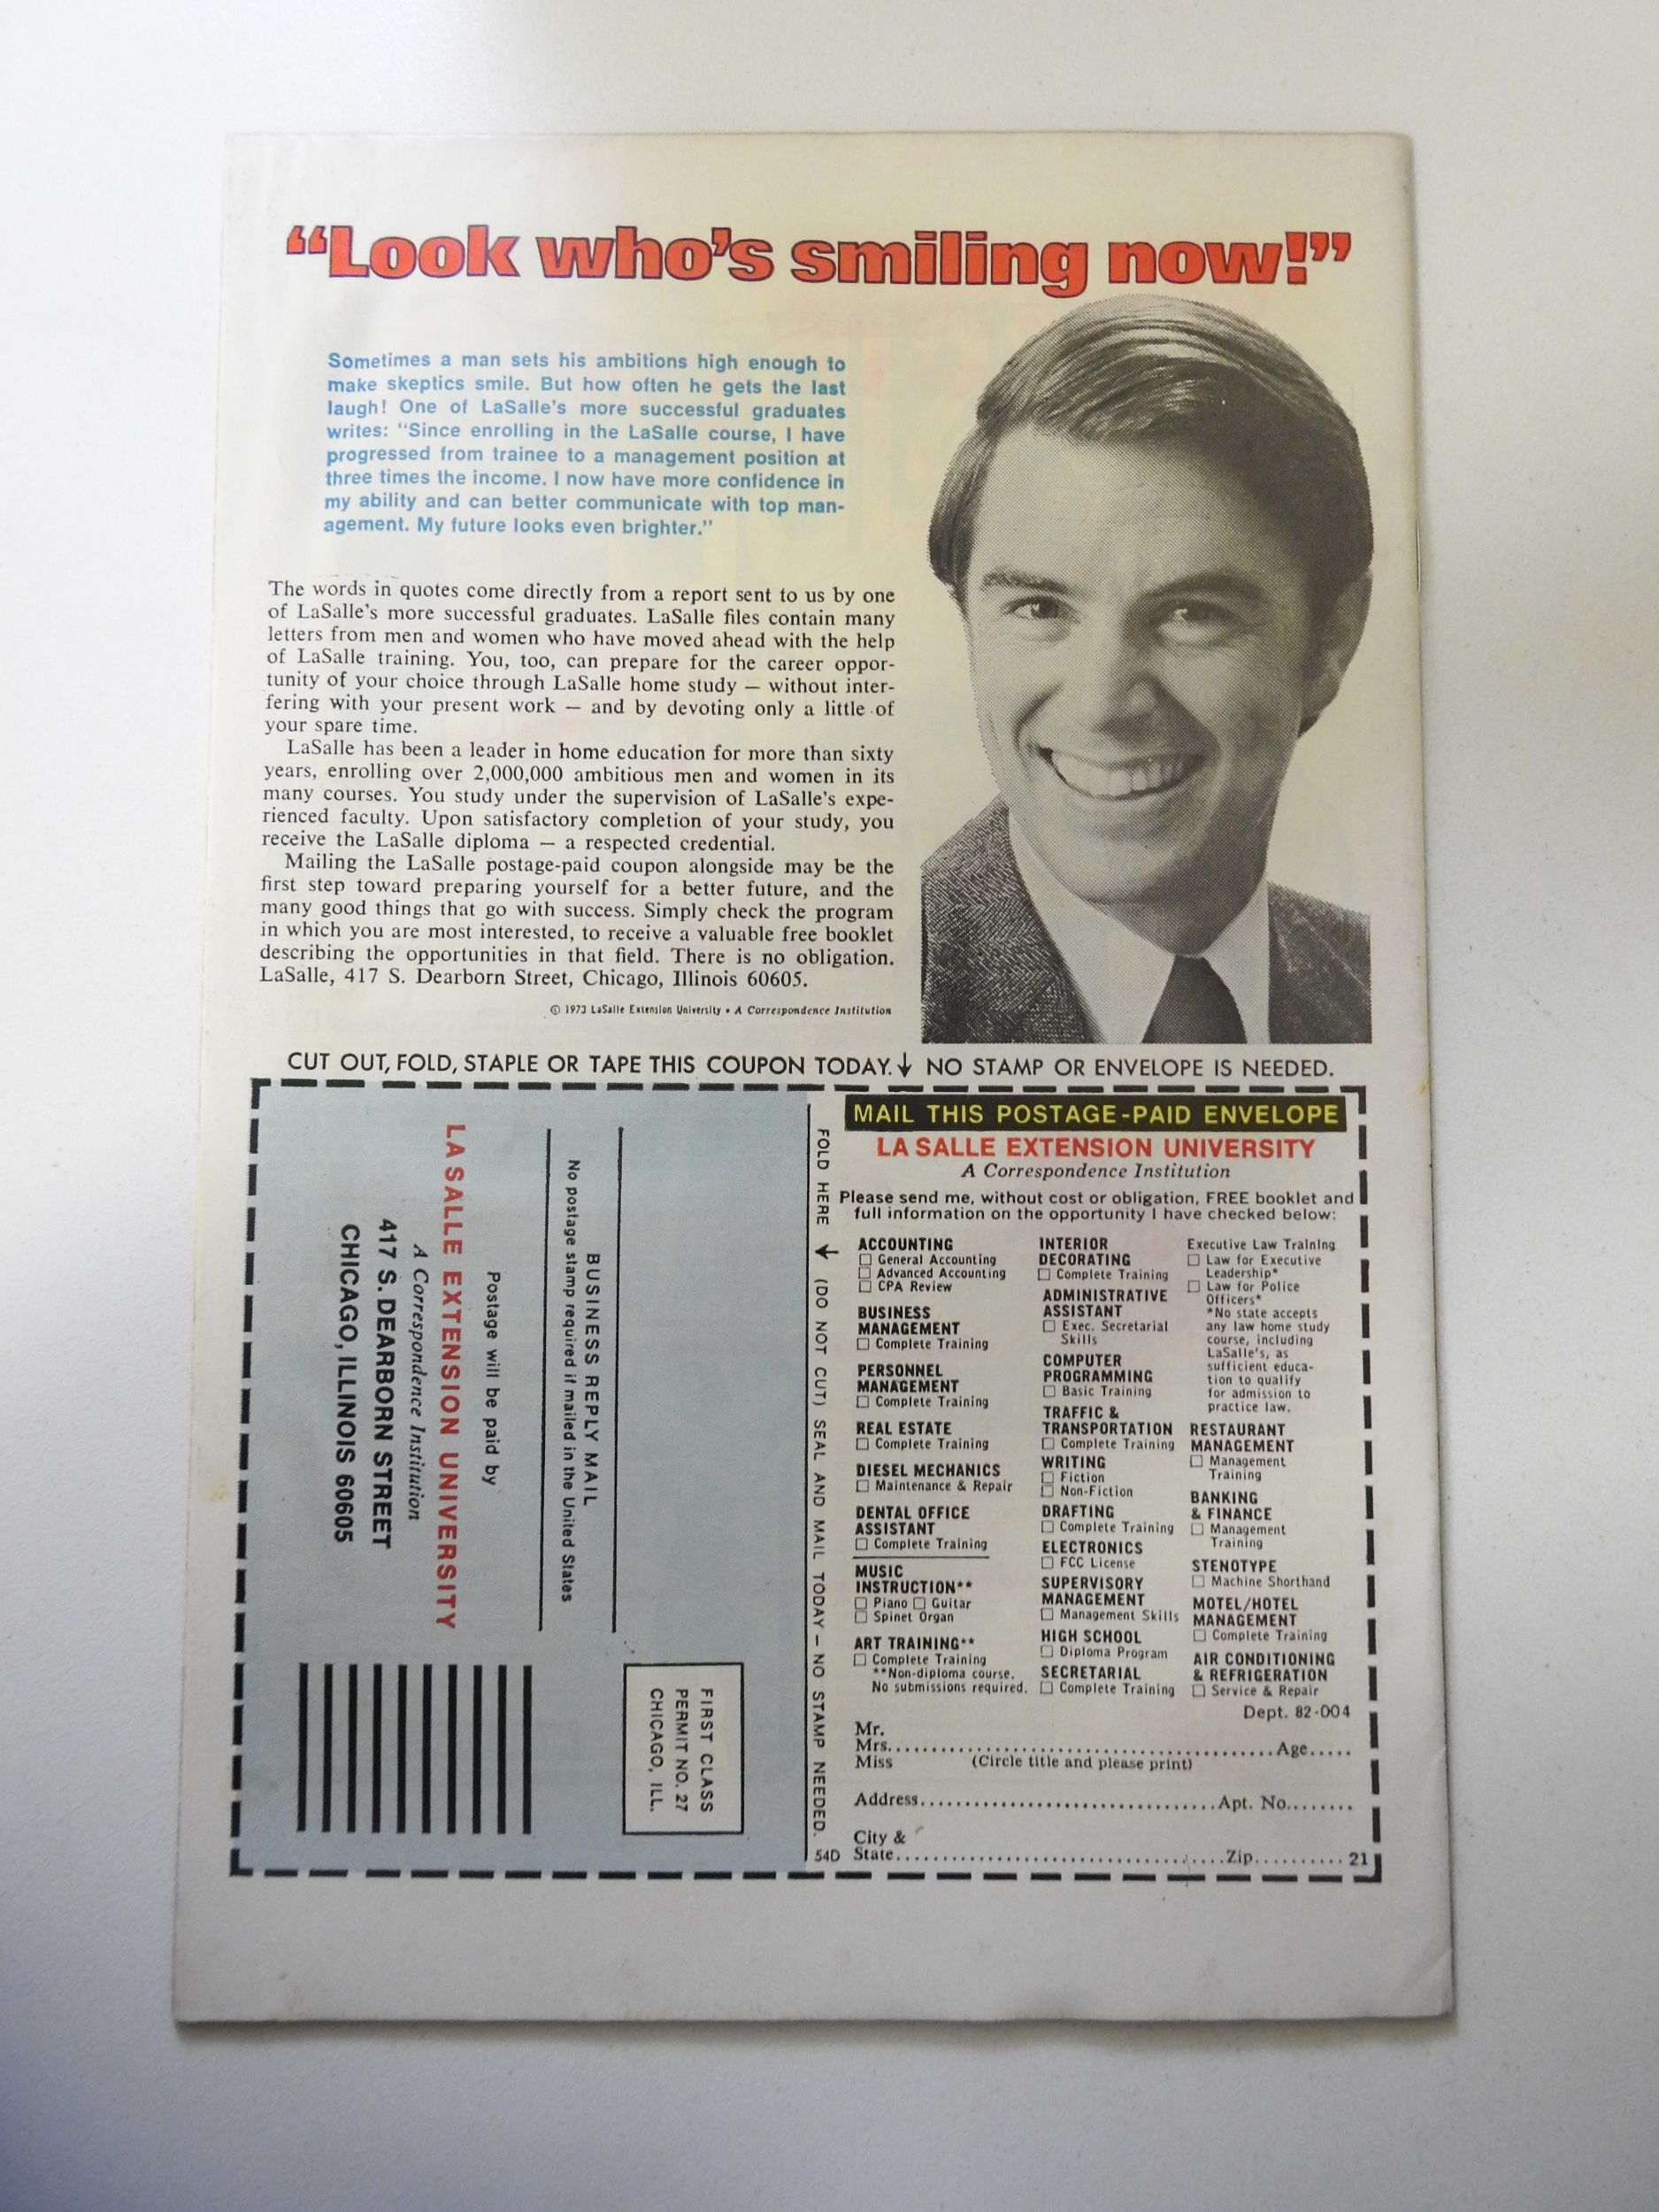 “Look who’s smiling now!”
Sometimes a man sets his ambitions high enough to
make skeptics smile. But how often he gets the last
laugh! One of LaSalle’s more successful graduates
writes: “Since enrolling in the LaSalle course, I have
progressed from trainee to a management position at
three times the income. I now have more confidence in
my ability and can better communicate with top man-
agement. My future looks even brighter.”
The words in quotes come directly from a report sent to us by one
of LaSalle’s more successful graduates. LaSalle files contain many
letters from men and women who have moved ahead with the help
of LaSalle training. You, too, can prepare for the career oppor-
tunity of your choice through LaSalle home study — without inter-
fering with your present work — and by devoting only a little of
your spare time.
LaSalle has been a leader in home education for more than sixty
years, enrolling over 2,000,000 ambitious men and women in its
many courses. You study under the supervision of LaSalle’s expe-
rienced faculty. Upon satisfactory completion of your study, you
receive the LaSalle diploma — a respected credential.
Mailing the LaSalle postage-paid coupon alongside may be the
first step toward preparing yourself for a better future, and the
many good things that go with success. Simply check the program
in which you are most interested, to receive a valuable free booklet
describing the opportunities in that field. There is no obligation.
LaSalle, 417 S. Dearborn Street, Chicago, Illinois 60605.
© 1973 LaSalle Extension University • A Correspondence Institution
CUT OUT, FOLD, STAPLE OR TAPE THIS COUPON TODAY.↓ NO STAMP OR ENVELOPE IS NEEDED.
FIRST CLASS
PERMIT NO. 27
CHICAGO, ILL.
BUSINESS REPLY MAIL
No postage stamp required if mailed in the United States
Postage will be paid by
LA SALLE EXTENSION UNIVERSITY
A Correspondence Institution
417 S. DEARBORN STREET
CHICAGO, ILLINOIS 60605
FOLD HERE ↓ (DO NOT CUT) SEAL AND MAIL TODAY — NO STAMP NEEDED.
54D
MAIL THIS POSTAGE-PAID ENVELOPE
LA SALLE EXTENSION UNIVERSITY
A Correspondence Institution
Please send me, without cost or obligation, FREE booklet and
full information on the opportunity I have checked below:
ACCOUNTING
☐ General Accounting
☐ Advanced Accounting
☐ CPA Review
BUSINESS
MANAGEMENT
☐ Complete Training
PERSONNEL
MANAGEMENT
☐ Complete Training
REAL ESTATE
☐ Complete Training
DIESEL MECHANICS
☐ Maintenance & Repair
DENTAL OFFICE
ASSISTANT
☐ Complete Training
MUSIC
INSTRUCTION**
☐ Piano ☐ Guitar
☐ Spinet Organ
ART TRAINING**
☐ Complete Training
**Non-diploma course.
No submissions required.
INTERIOR
DECORATING
☐ Complete Training
ADMINISTRATIVE
ASSISTANT
☐ Exec. Secretarial
Skills
COMPUTER
PROGRAMMING
☐ Basic Training
TRAFFIC &
TRANSPORTATION
☐ Complete Training
WRITING
☐ Fiction
☐ Non-Fiction
DRAFTING
☐ Complete Training
ELECTRONICS
☐ FCC License
SUPERVISORY
MANAGEMENT
☐ Management Skills
HIGH SCHOOL
☐ Diploma Program
SECRETARIAL
☐ Complete Training
Executive Law Training
☐ Law for Executive
Leadership*
☐ Law for Police
Officers*
*No state accepts
any law home study
course, including
LaSalle’s, as
sufficient educa-
tion to qualify
for admission to
practice law.
RESTAURANT
MANAGEMENT
☐ Management
Training
BANKING
& FINANCE
☐ Management
Training
STENOTYPE
☐ Machine Shorthand
MOTEL/HOTEL
MANAGEMENT
☐ Complete Training
AIR CONDITIONING
& REFRIGERATION
☐ Service & Repair
Dept. 82-004
Mr.
Mrs. Age
Miss (Circle title and please print)
Address Apt. No.
City &
State Zip 21